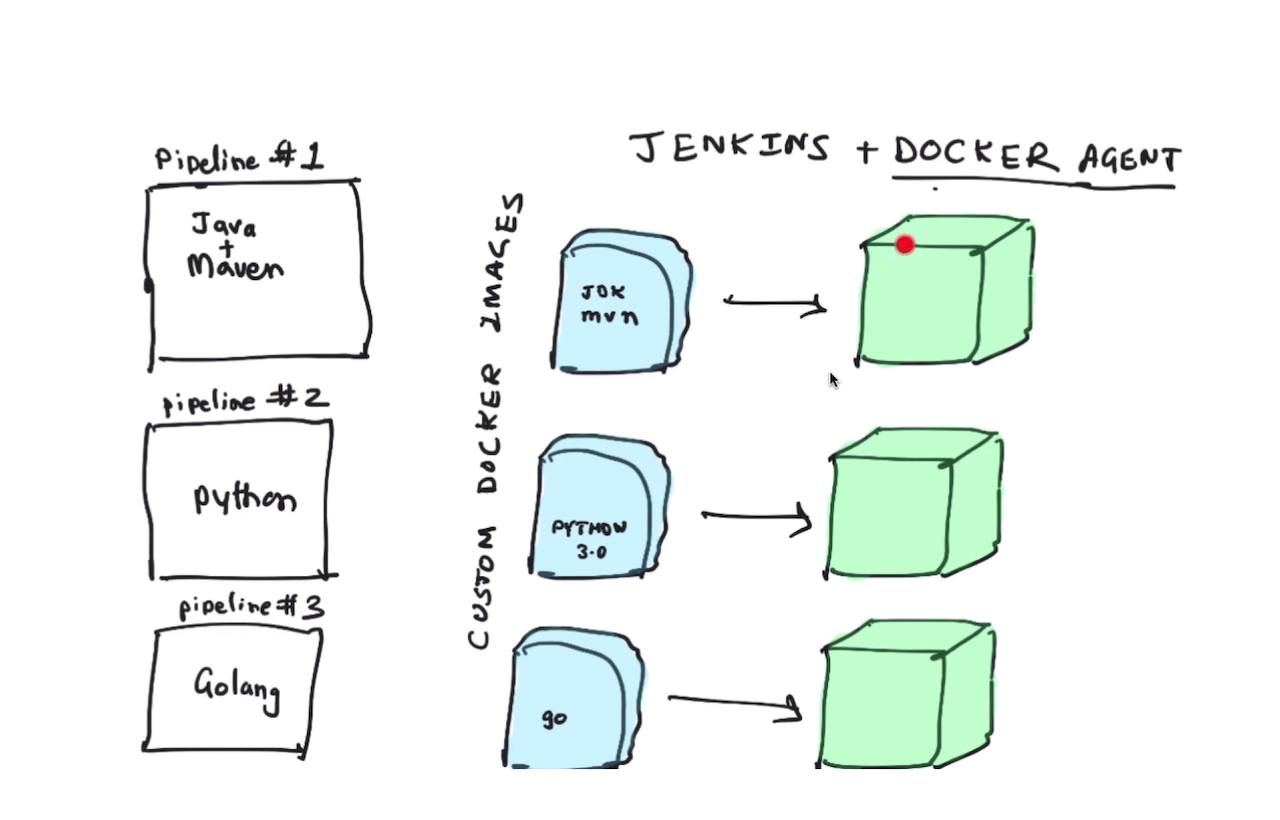 JENKINS + DOCKER AGENT
Pipeline #1
Java
+
Maven
pipeline #2
python
pipeline #3
Golang
CUSTOM DOCKER IMAGES
JDK
mvn
PYTHON
3.0
go